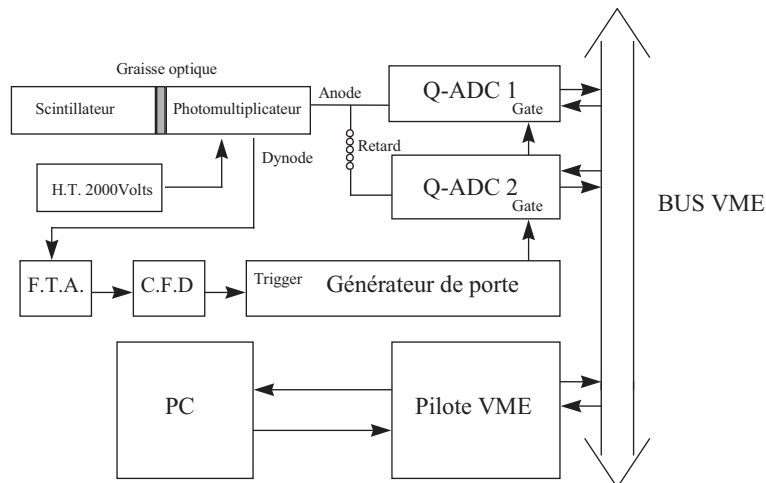 Graisse optique
Scintillateur
Photomultiplicateur
Anode
Q-ADC 1
Gate
Retard
Dynode
H.T. 2000Volts
Q-ADC 2
Gate
BUS VME
F.T.A.
C.F.D
Trigger
Générateur de porte
PC
Pilote VME